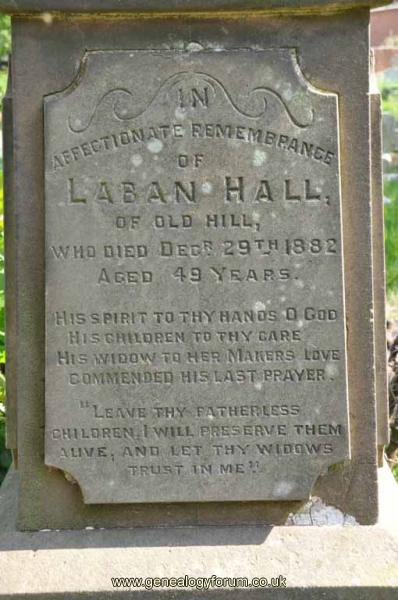 IN
AFFECTIONATE REMEMBRANCE
OF
LABAN HALL,
OF OLD HILL,
WHO DIED DECR. 29TH 1882
AGED 49 YEARS.
HIS SPIRIT TO THY HANDS O GOD
HIS CHILDREN TO THY CARE
HIS WIDOW TO HER MAKERS LOVE
COMMENDED HIS LAST PRAYER.
"LEAVE THY FATHERLESS
CHILDREN, I WILL PRESERVE THEM
ALIVE, AND LET THY WIDOWS
TRUST IN ME".
www.genealogyforum.co.uk